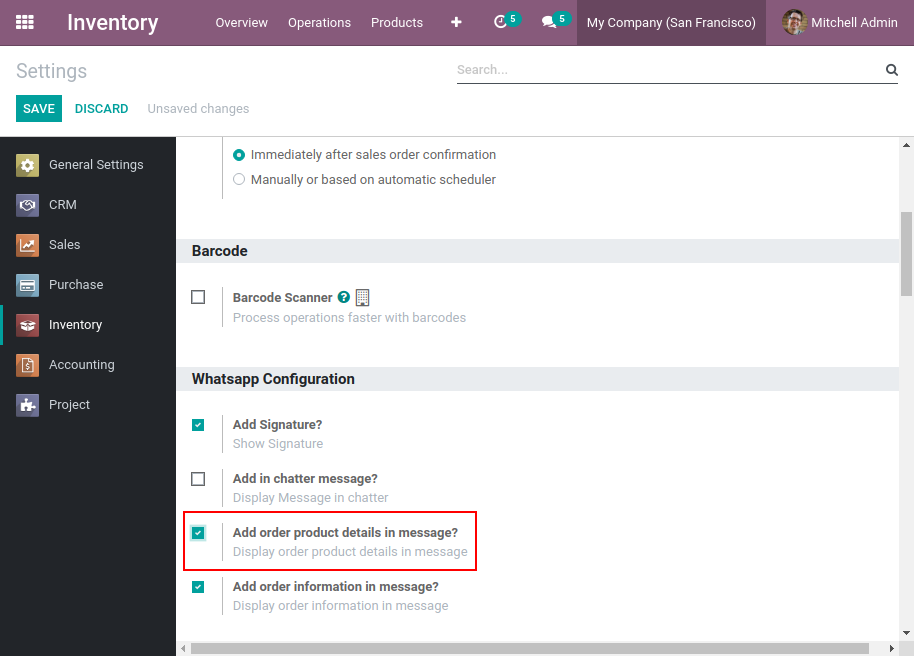 Inventory Overview Operations Products + 5 5 My Company (San Francisco) Mitchell Admin
Settings
Search...
SAVE DISCARD Unsaved changes
General Settings
CRM
Sales
Purchase
Inventory
Accounting
Project
Immediately after sales order confirmation
Manually or based on automatic scheduler
Barcode
Barcode Scanner ?
Process operations faster with barcodes
Whatsapp Configuration
Add Signature?
Show Signature
Add in chatter message?
Display Message in chatter
Add order product details in message?
Display order product details in message
Add order information in message?
Display order information in message